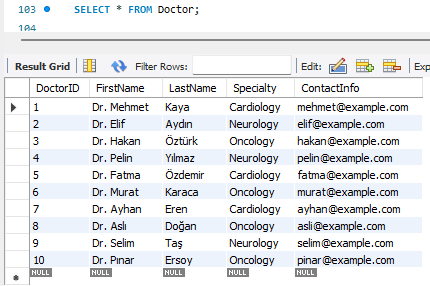 103 SELECT * FROM Doctor;
104
Result Grid Filter Rows: Edit: Exp
DoctorID FirstName LastName Specialty ContactInfo
1 Dr. Mehmet Kaya Cardiology mehmet@example.com
2 Dr. Elif Aydın Neurology elif@example.com
3 Dr. Hakan Öztürk Oncology hakan@example.com
4 Dr. Pelin Yılmaz Neurology pelin@example.com
5 Dr. Fatma Özdemir Cardiology fatma@example.com
6 Dr. Murat Karaca Oncology murat@example.com
7 Dr. Ayhan Eren Cardiology ayhan@example.com
8 Dr. Aslı Doğan Oncology asli@example.com
9 Dr. Selim Taş Neurology selim@example.com
10 Dr. Pınar Ersoy Oncology pinar@example.com
NULL NULL NULL NULL NULL